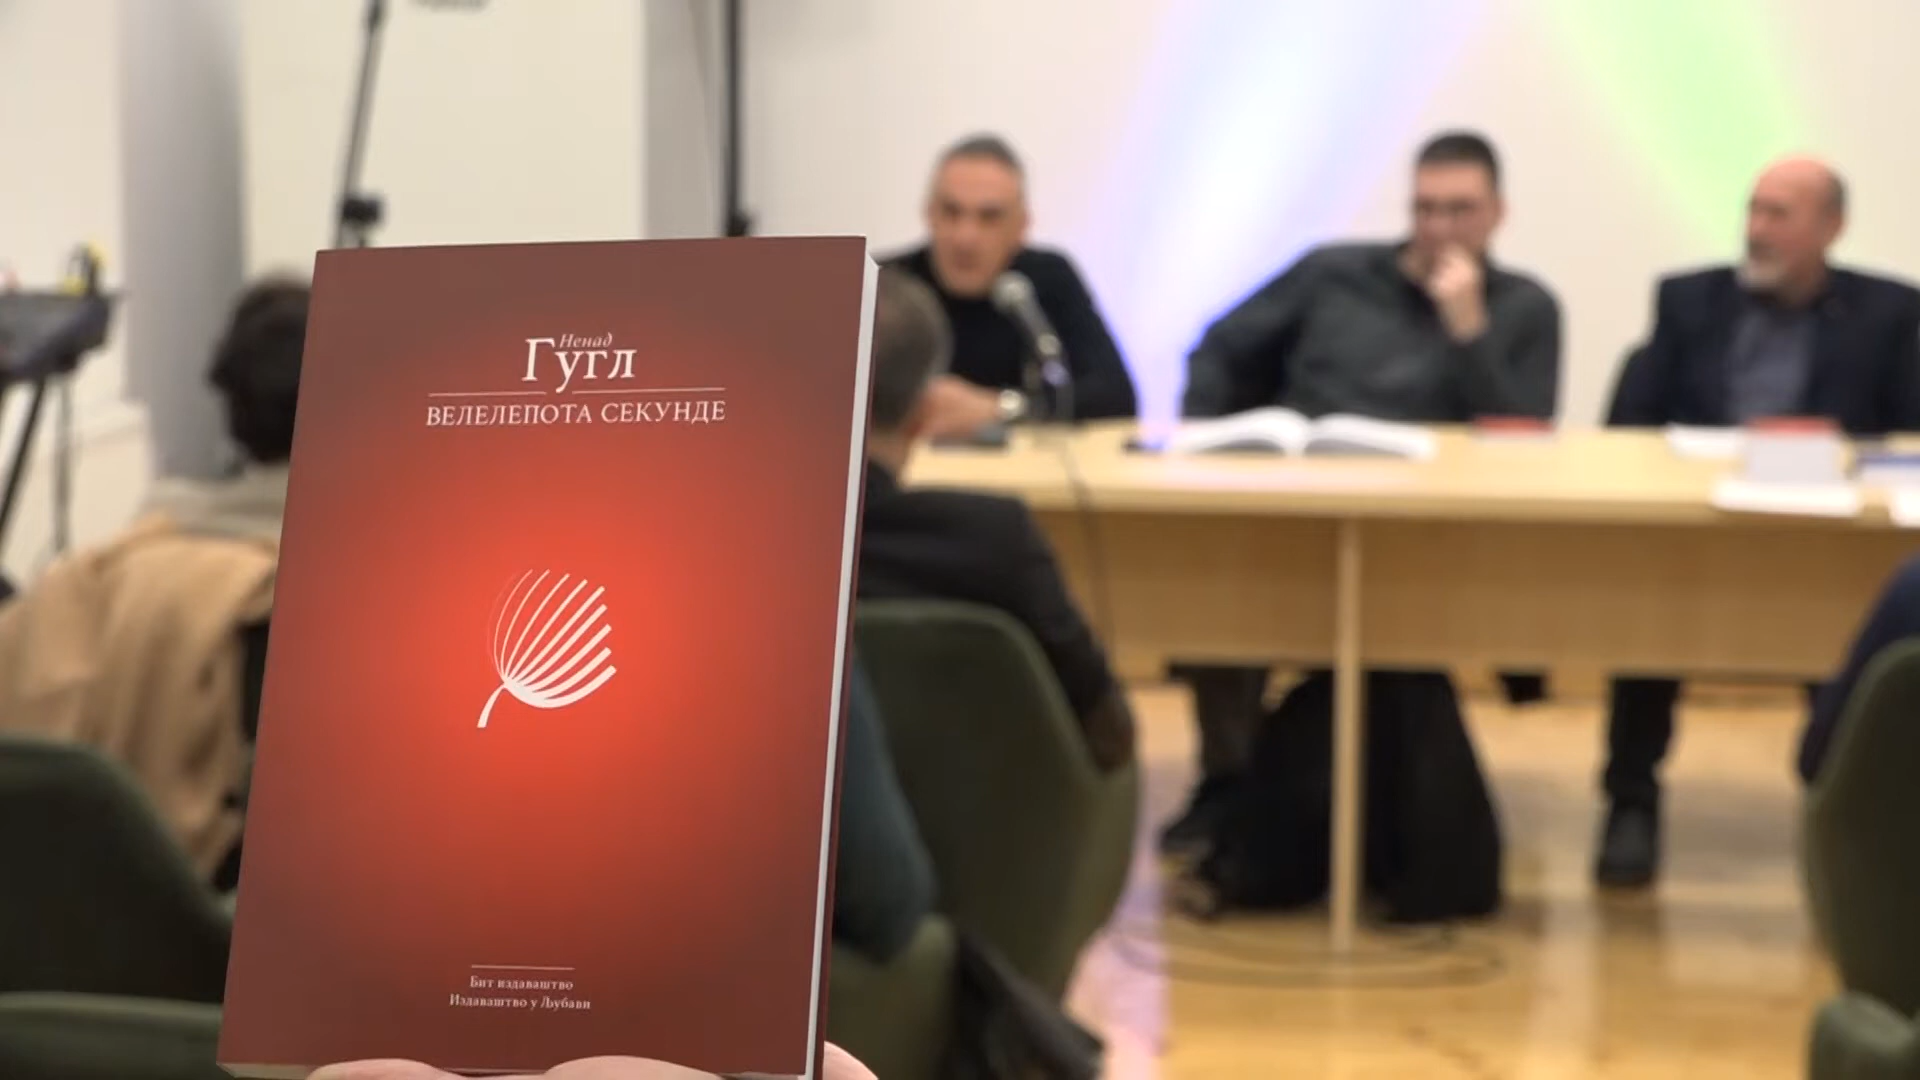 Ненад
Гугл
ВЕЛЕЛЕПОТА СЕКУНДЕ
Бит издаваштво
Издаваштво у Љубави